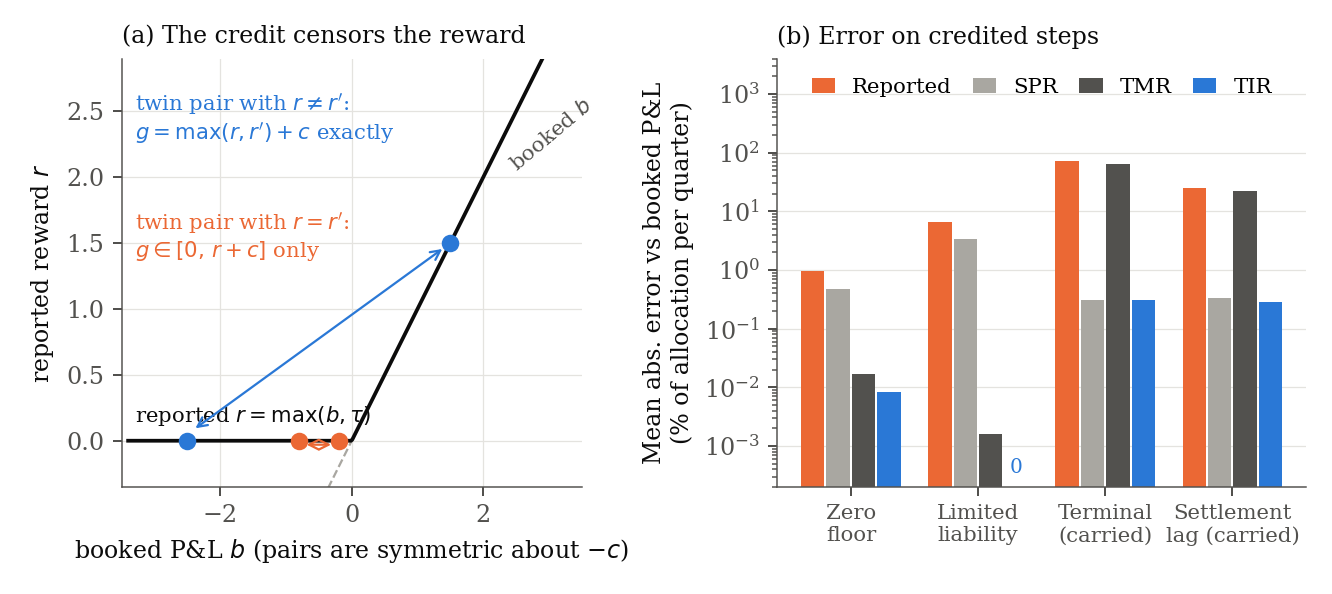 (a) The credit censors the reward
twin pair with r ≠ r′:
g = max(r, r′) + c exactly
twin pair with r = r′:
g ∈ [0, r + c] only
booked b
reported r = max(b, τ)
reported reward r
2.5
2.0
1.5
1.0
0.5
0.0
−2
0
2
booked P&L b (pairs are symmetric about −c)
(b) Error on credited steps
Reported
SPR
TMR
TIR
Mean abs. error vs booked P&L
(% of allocation per quarter)
10³
10²
10¹
10⁰
10⁻¹
10⁻²
10⁻³
0
Zero
floor
Limited
liability
Terminal
(carried)
Settlement
lag (carried)